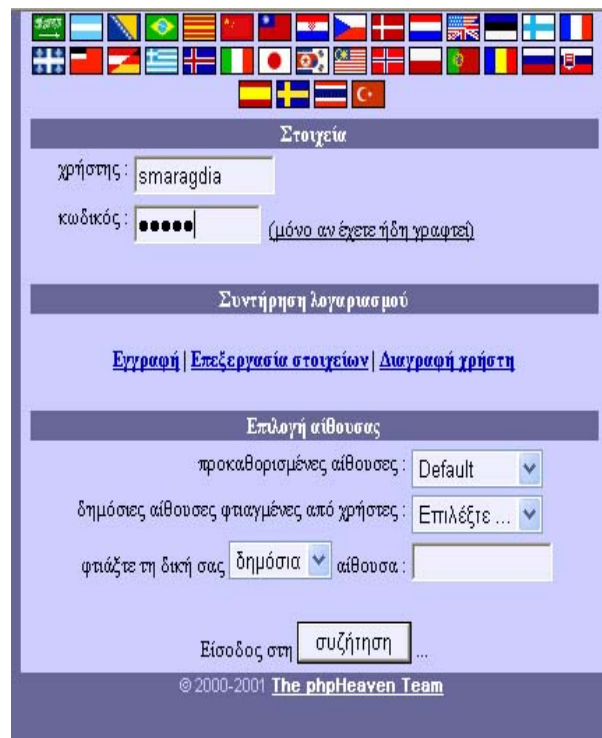 Στοιχεία
χρήστης : smaragdia
κωδικός : ●●●●● (μόνο αν έχετε ήδη γραφτεί)
Συντήρηση λογαριασμού
Εγγραφή | Επεξεργασία στοιχείων | Διαγραφή χρήστη
Επιλογή αίθουσας
προκαθορισμένες αίθουσες : Default
δημόσιες αίθουσες φτιαγμένες από χρήστες : Επιλέξτε ...
φτιάξτε τη δική σας δημόσια αίθουσα :
Είσοδος στη συζήτηση ...
© 2000-2001 The phpHeaven Team